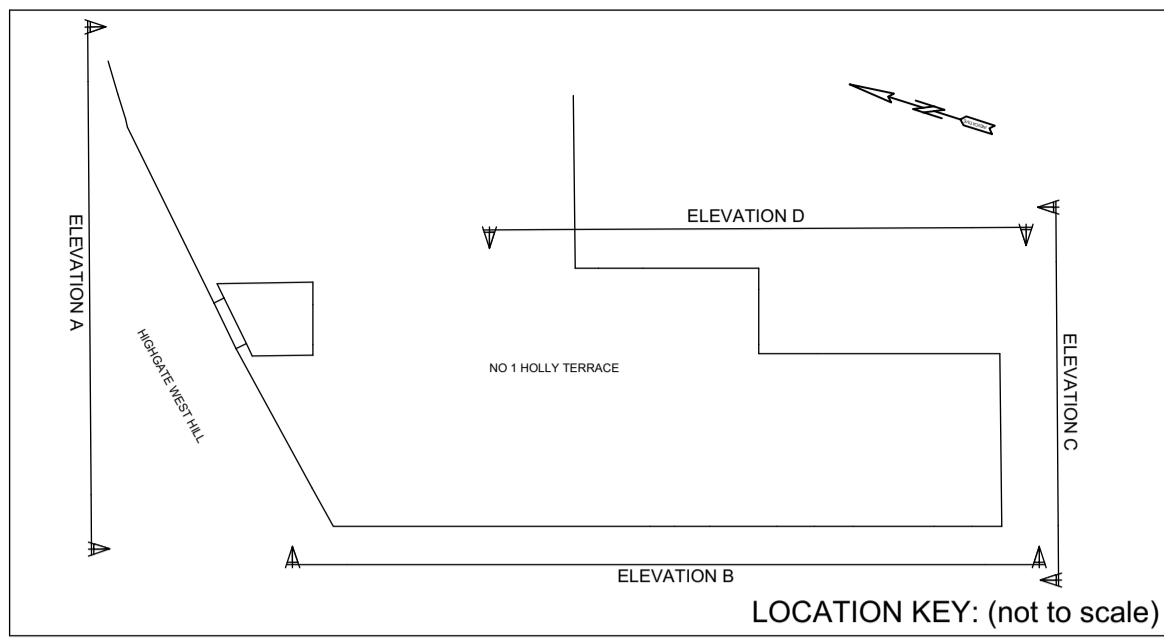 ELEVATION D
ELEVATION A
ELEVATION C
HIGHGATE WEST HILL
NO 1 HOLLY TERRACE
ELEVATION B
LOCATION KEY: (not to scale)